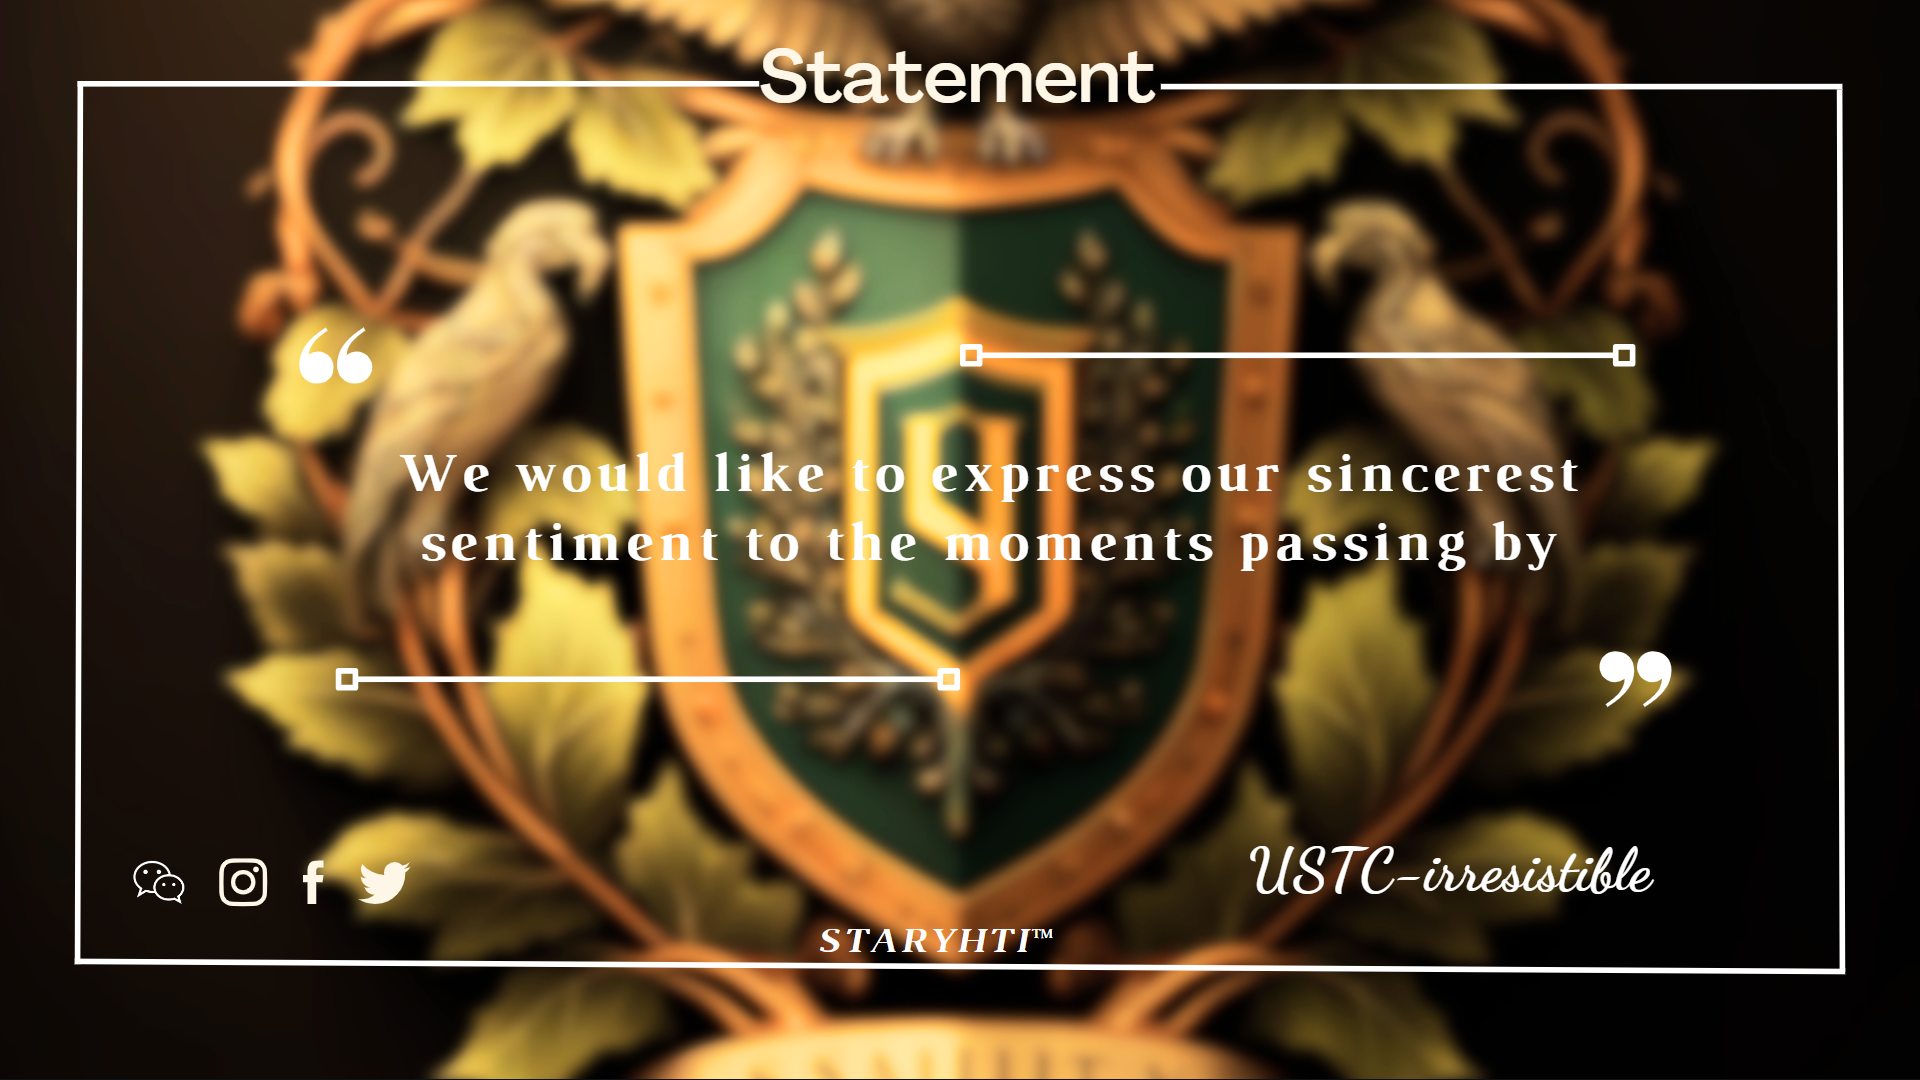 Statement
“
We would like to express our sincerest
sentiment to the moments passing by
”
USTC-irresistible
STARYHTI™